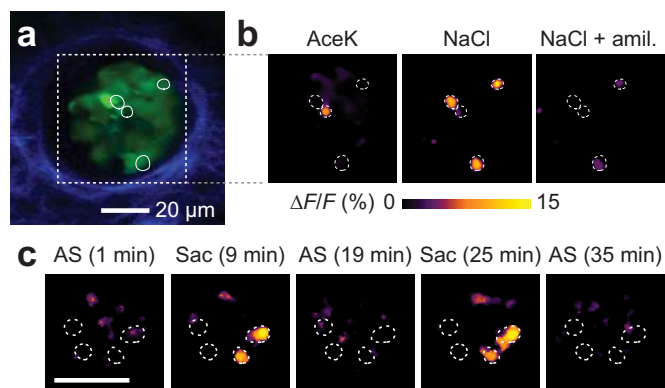 a
20 µm
b
AceK NaCl NaCl + amil.
ΔF/F (%) 0 15
c
AS (1 min) Sac (9 min) AS (19 min) Sac (25 min) AS (35 min)